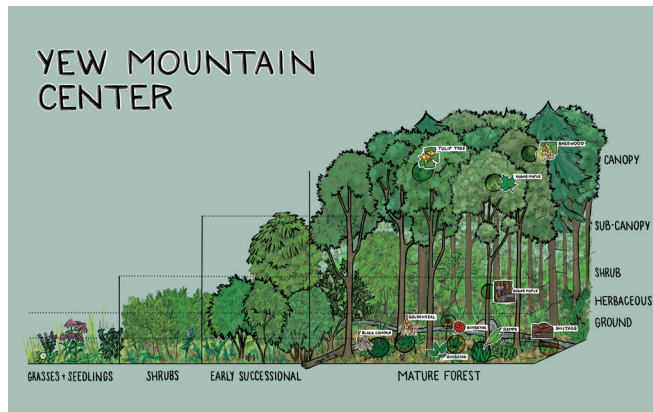 YEW MOUNTAIN
CENTER
TULIP TREE
BASSWOOD
SUGAR MAPLE
CANOPY
SUB-CANOPY
SHRUB
SUGAR MAPLE
HERBACEOUS
GROUND
GOLDENSEAL
BLACK COHOSH
GINSENG
RAMPS
SHIITAKE
GINSENG
GRASSES + SEEDLINGS
SHRUBS
EARLY SUCCESSIONAL
MATURE FOREST